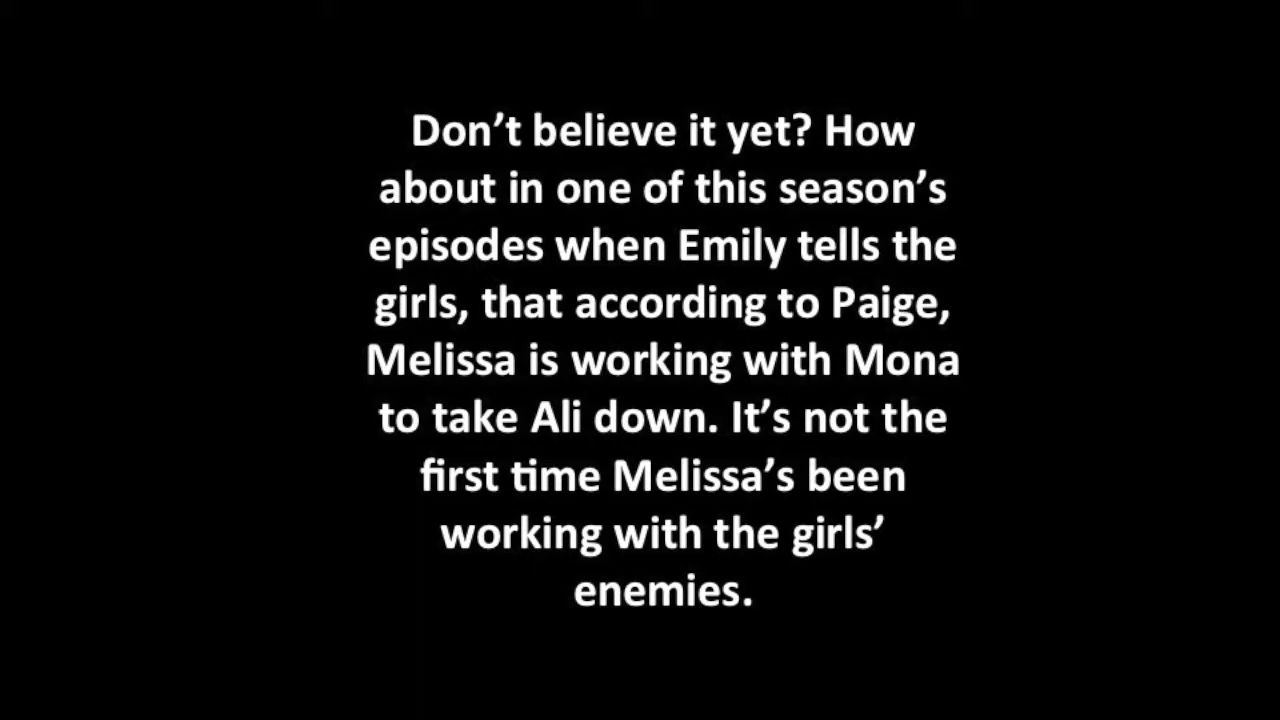 Don’t believe it yet? How
about in one of this season’s
episodes when Emily tells the
girls, that according to Paige,
Melissa is working with Mona
to take Ali down. It’s not the
first time Melissa’s been
working with the girls’
enemies.